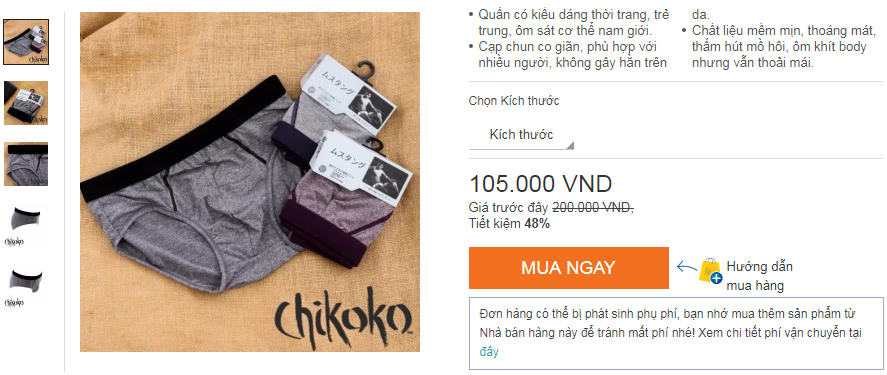 • Quần có kiểu dáng thời trang, trẻ
trung, ôm sát cơ thể nam giới.
• Cạp chun co giãn, phù hợp với
nhiều người, không gây hằn trên
da.
• Chất liệu mềm mịn, thoáng mát,
thấm hút mồ hôi, ôm khít body
nhưng vẫn thoải mái.
Chọn Kích thước
Kích thước
105.000 VND
Giá trước đây 200.000 VND,
Tiết kiệm 48%
MUA NGAY
Hướng dẫn
mua hàng
Đơn hàng có thể bị phát sinh phụ phí, bạn nhớ mua thêm sản phẩm từ
Nhà bán hàng này để tránh mất phí nhé! Xem chi tiết phí vận chuyển tại
đây
ムスタング
ムスタング
chikoko
chikoko
chikoko
chikoko